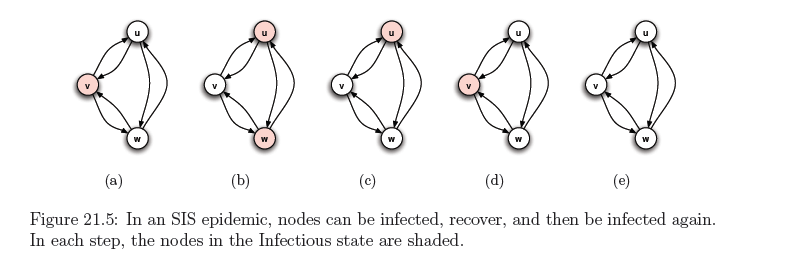 u u u u u
v v v v v
w w w w w
(a) (b) (c) (d) (e)
Figure 21.5: In an SIS epidemic, nodes can be infected, recover, and then be infected again.
In each step, the nodes in the Infectious state are shaded.